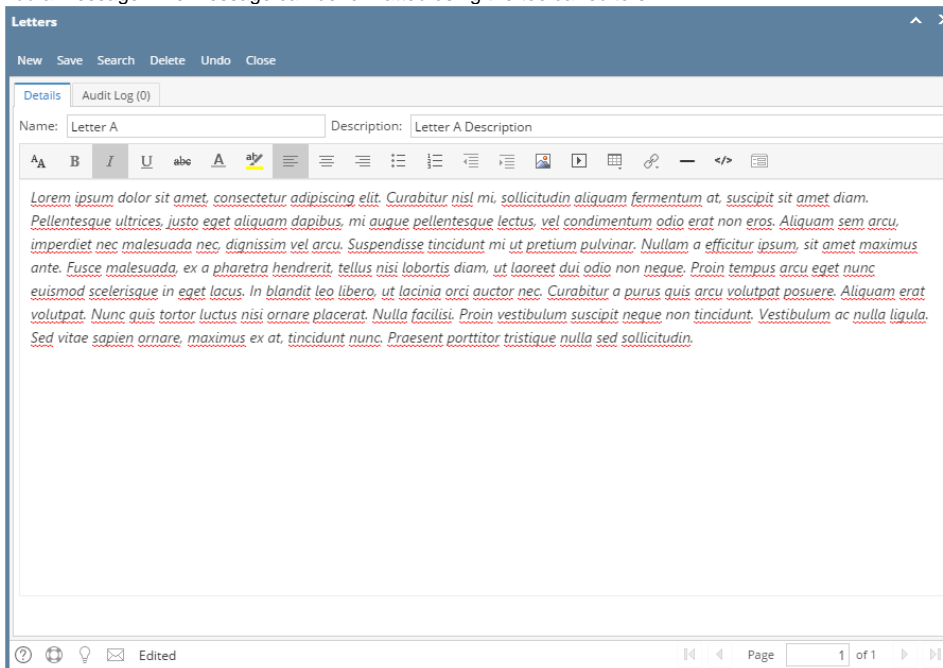 Letters
New Save Search Delete Undo Close
Details Audit Log (0)
Name: Letter A Description: Letter A Description
Lorem ipsum dolor sit amet, consectetur adipiscing elit. Curabitur nisl mi, sollicitudin aliquam fermentum at, suscipit sit amet diam.
Pellentesque ultrices, justo eget aliquam dapibus, mi augue pellentesque lectus, vel condimentum odio erat non eros. Aliquam sem arcu,
imperdiet nec malesuada nec, dignissim vel arcu. Suspendisse tincidunt mi ut pretium pulvinar. Nullam a efficitur ipsum, sit amet maximus
ante. Fusce malesuada, ex a pharetra hendrerit, tellus nisi lobortis diam, ut laoreet dui odio non neque. Proin tempus arcu eget nunc
euismod scelerisque in eget lacus. In blandit leo libero, ut lacinia orci auctor nec. Curabitur a purus quis arcu volutpat posuere. Aliquam erat
volutpat. Nunc quis tortor luctus nisi ornare placerat. Nulla facilisi. Proin vestibulum suscipit neque non tincidunt. Vestibulum ac nulla ligula.
Sed vitae sapien ornare, maximus ex at, tincidunt nunc. Praesent porttitor tristique nulla sed sollicitudin.
Edited Page 1 of 1